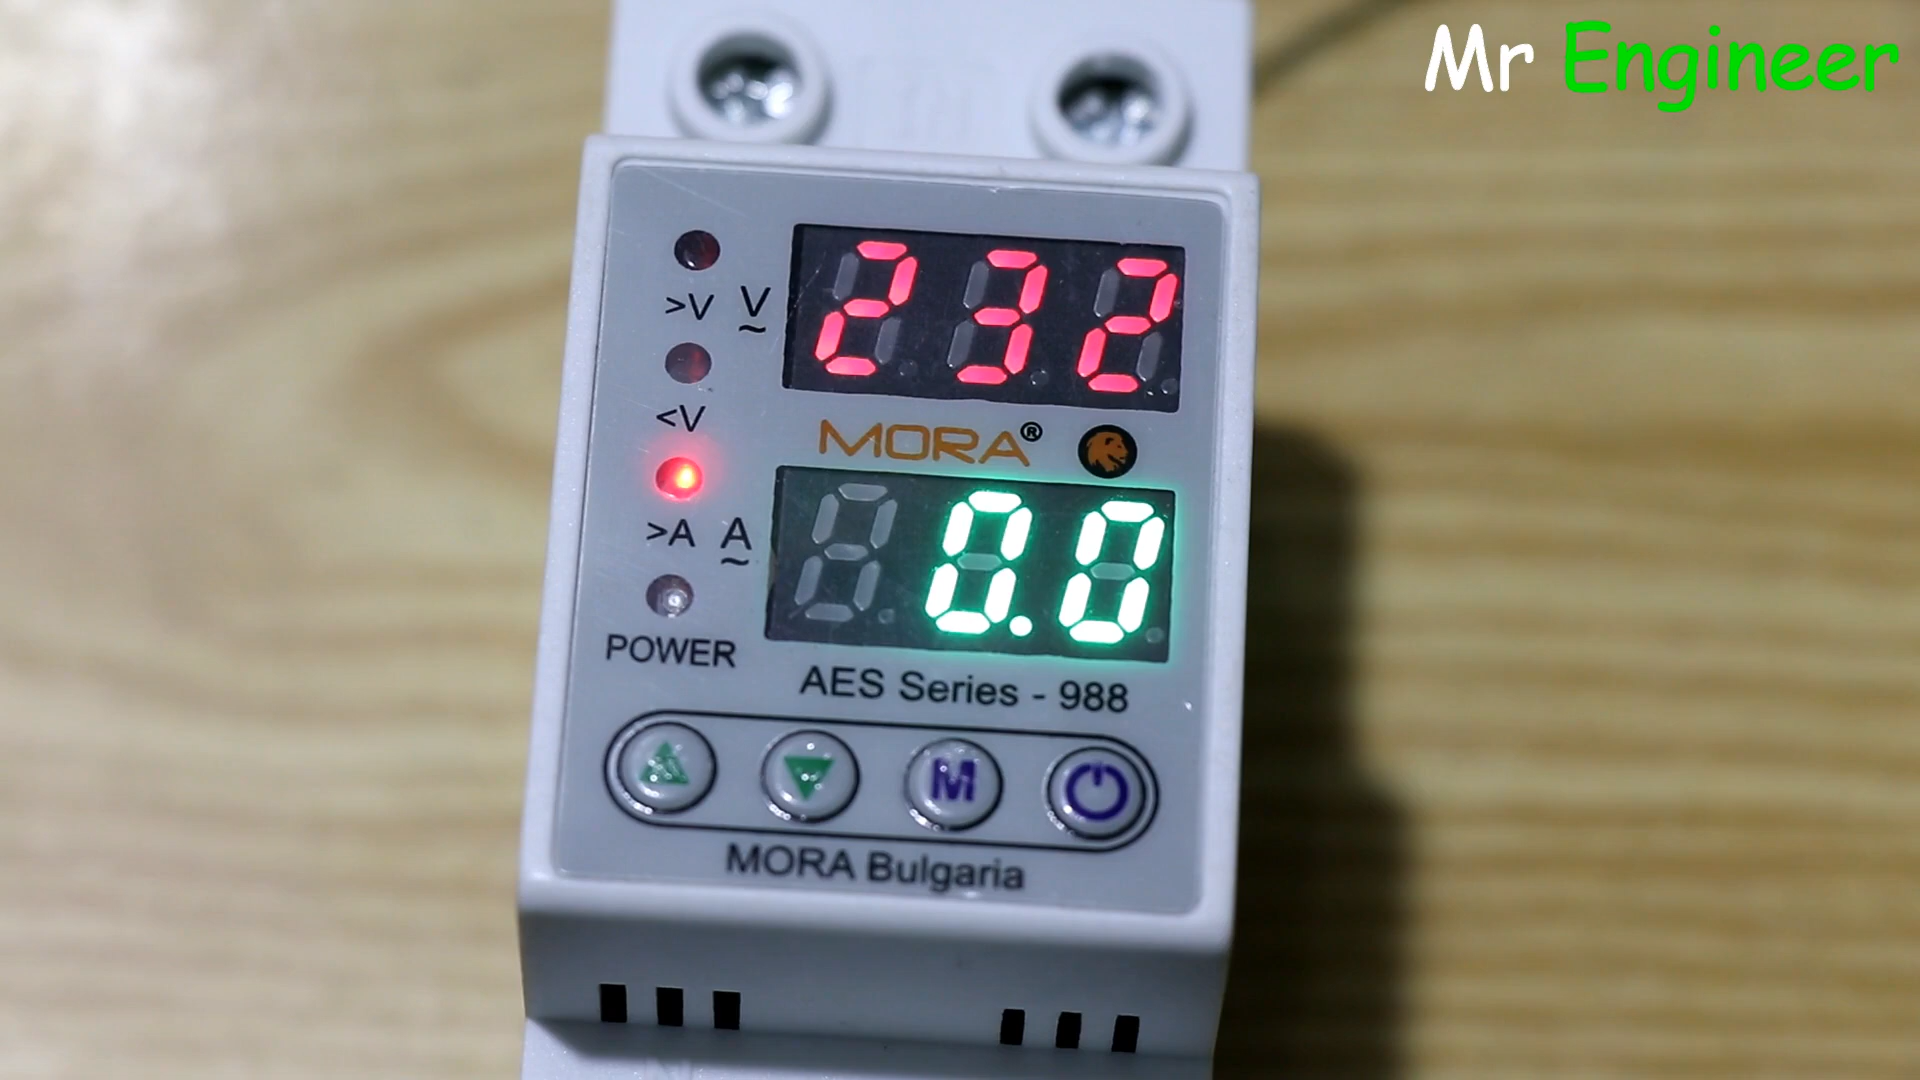 Mr Engineer
>V
V
~
232
<V
MORA®
>A
A
~
0.0
POWER
AES Series - 988
M
MORA Bulgaria